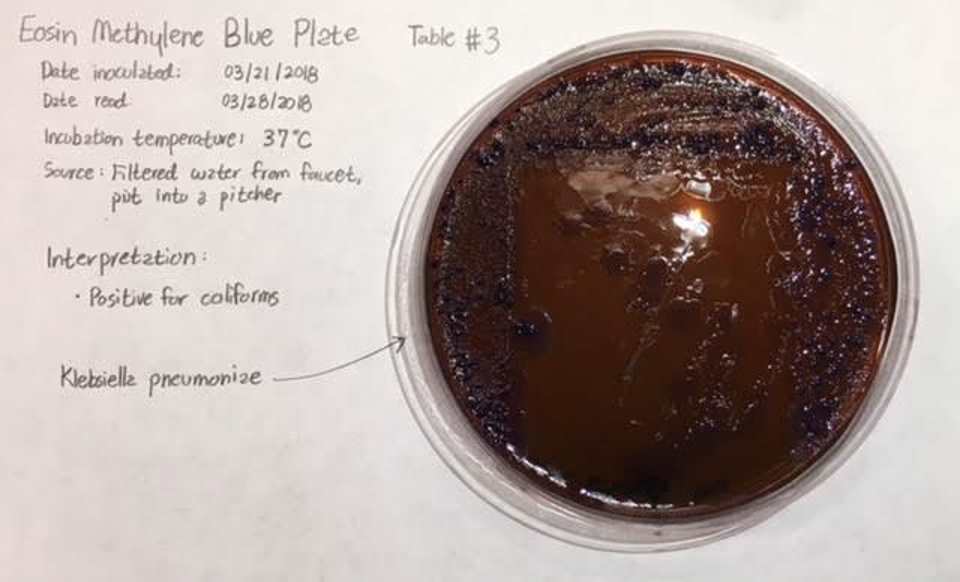 Eosin Methylene Blue Plate
Table #3
Date inoculated: 03/21/2018
Date read: 03/28/2018
Incubation temperature: 37°C
Source: Filtered water from faucet,
put into a pitcher
Interpretation:
• Positive for coliforms
Klebsiella pneumoniae